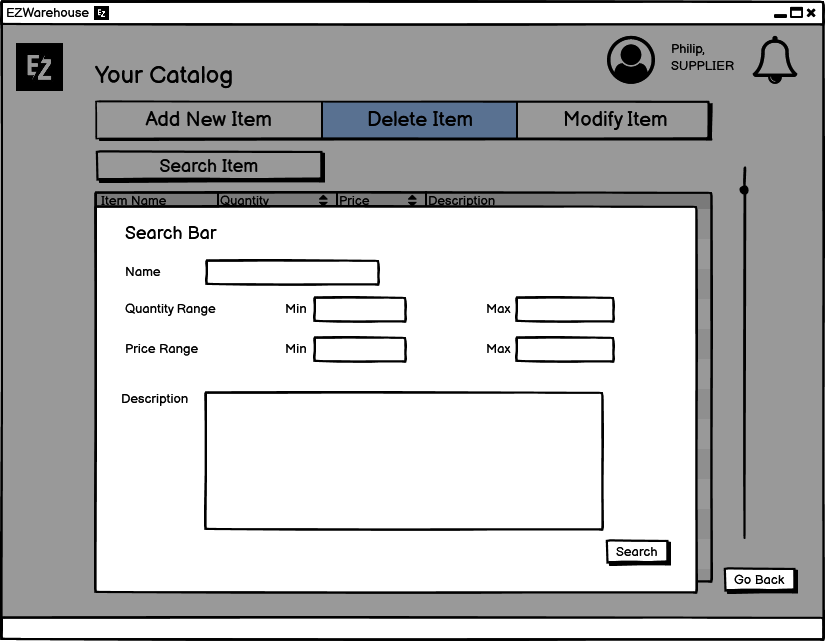 EZWarehouse EZ
EZ
Your Catalog
Philip,
SUPPLIER
Add New Item Delete Item Modify Item
Search Item
Item Name Quantity Price Description
Search Bar
Name
Quantity Range Min Max
Price Range Min Max
Description
Search
Go Back